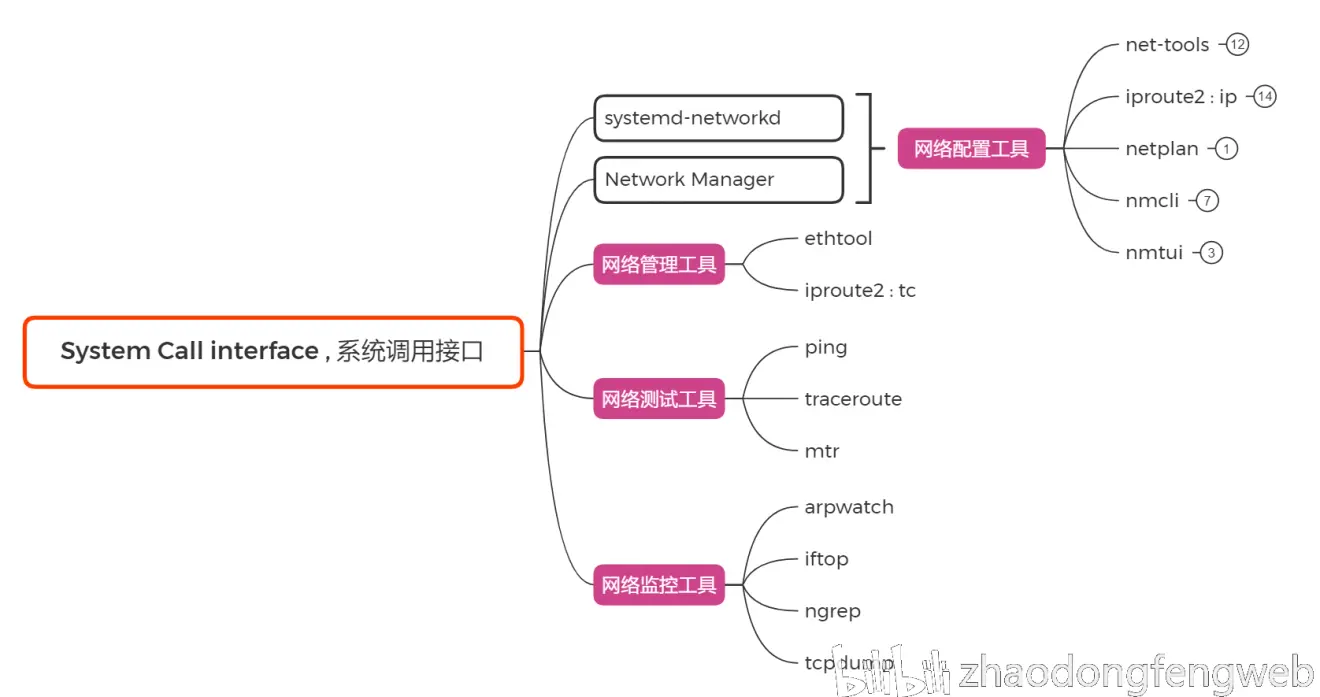 System Call interface , 系统调用接口
systemd-networkd
Network Manager
网络配置工具
net-tools 12
iproute2 : ip 14
netplan 1
nmcli 7
nmtui 3
网络管理工具
ethtool
iproute2 : tc
网络测试工具
ping
traceroute
mtr
网络监控工具
arpwatch
iftop
ngrep
tcpdump
bilibili zhaodongfengweb